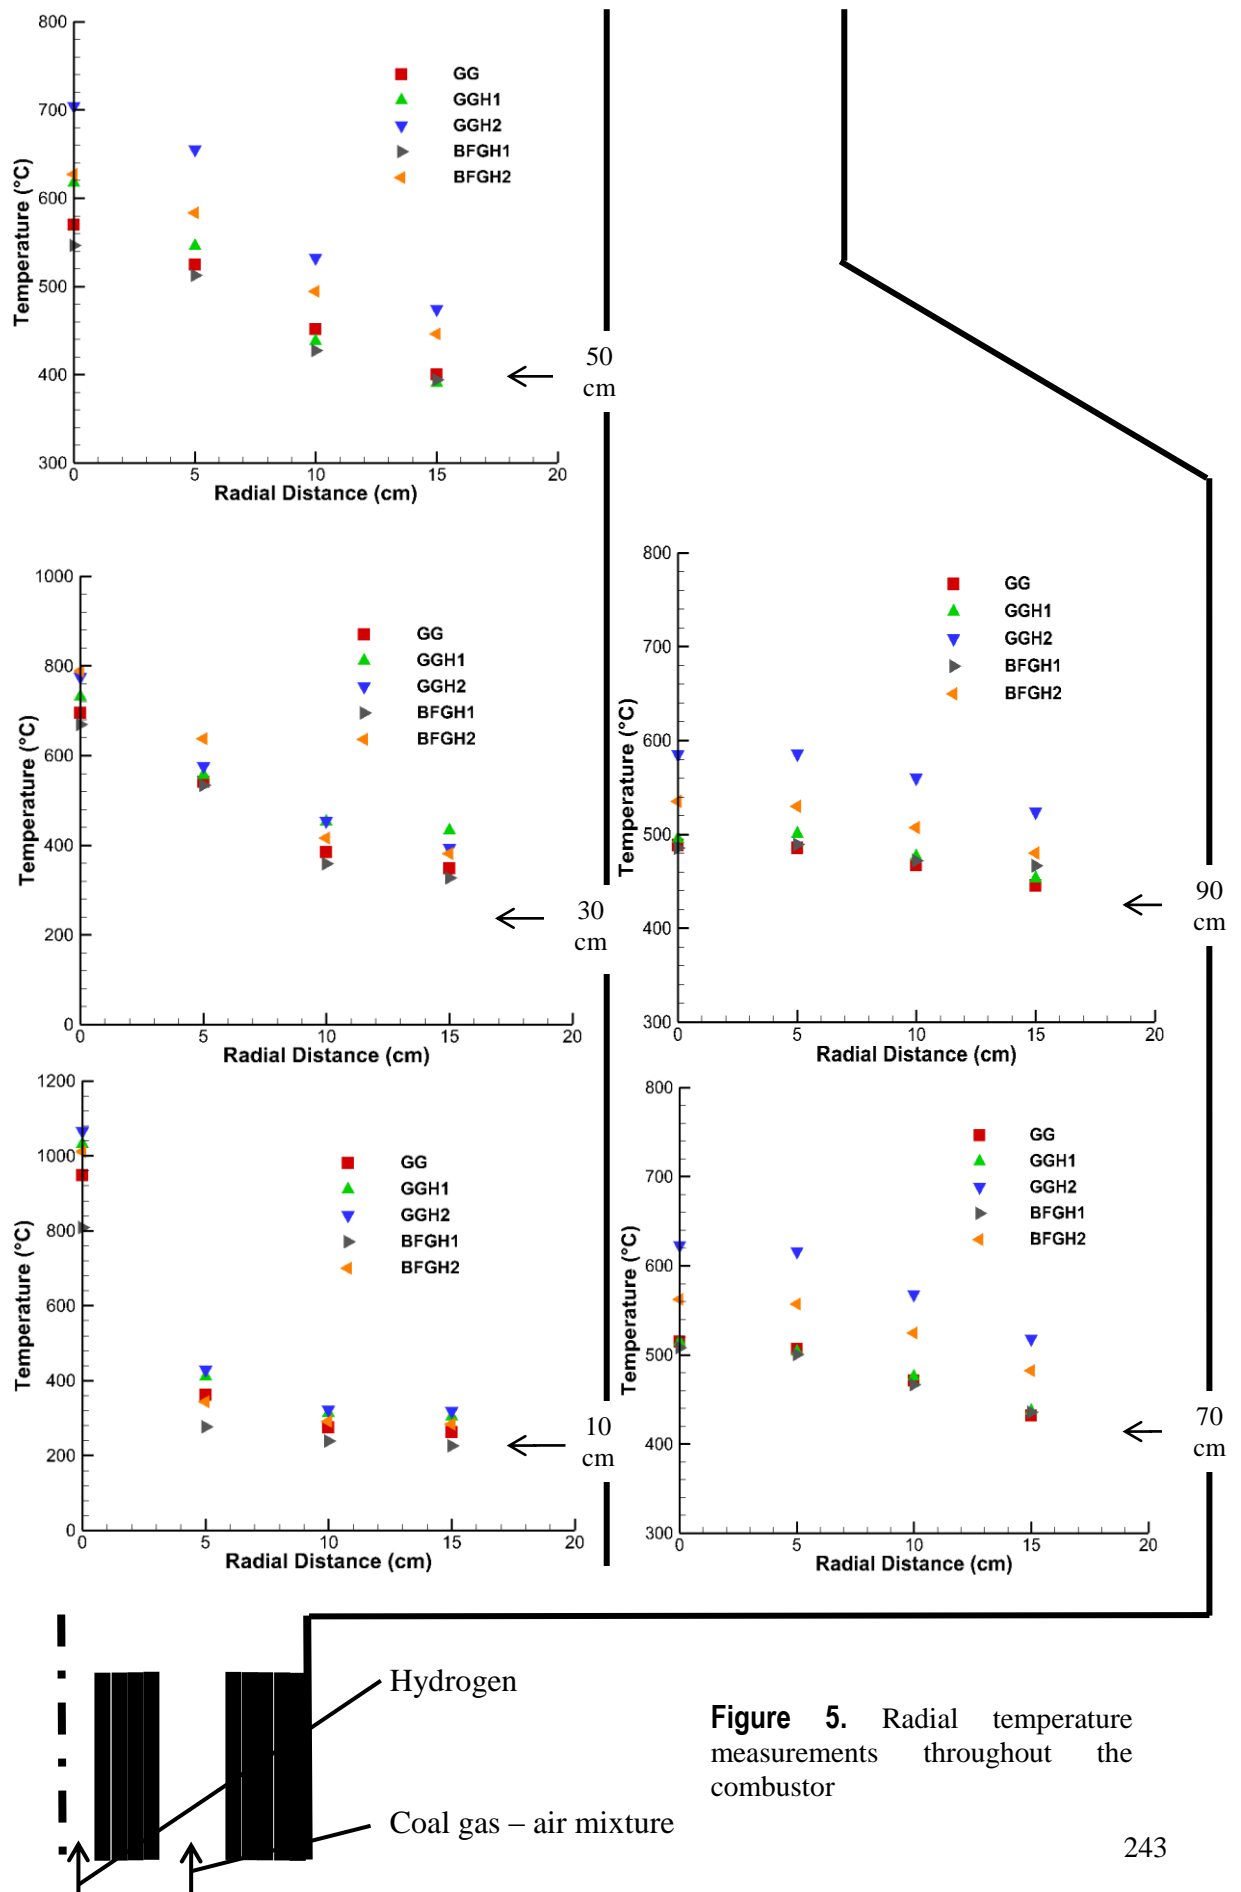 800
700
600
500
400
300
Temperature (°C)
GG
GGH1
GGH2
BFGH1
BFGH2
0 5 10 15 20
Radial Distance (cm)
50
cm
1000
800
600
400
200
0
Temperature (°C)
GG
GGH1
GGH2
BFGH1
BFGH2
0 5 10 15 20
Radial Distance (cm)
30
cm
800
700
600
500
400
300
Temperature (°C)
GG
GGH1
GGH2
BFGH1
BFGH2
0 5 10 15 20
Radial Distance (cm)
90
cm
1200
1000
800
600
400
200
0
Temperature (°C)
GG
GGH1
GGH2
BFGH1
BFGH2
0 5 10 15 20
Radial Distance (cm)
10
cm
800
700
600
500
400
300
Temperature (°C)
GG
GGH1
GGH2
BFGH1
BFGH2
0 5 10 15 20
Radial Distance (cm)
70
cm
Hydrogen
Coal gas – air mixture
Figure 5. Radial temperature
measurements throughout the
combustor
243